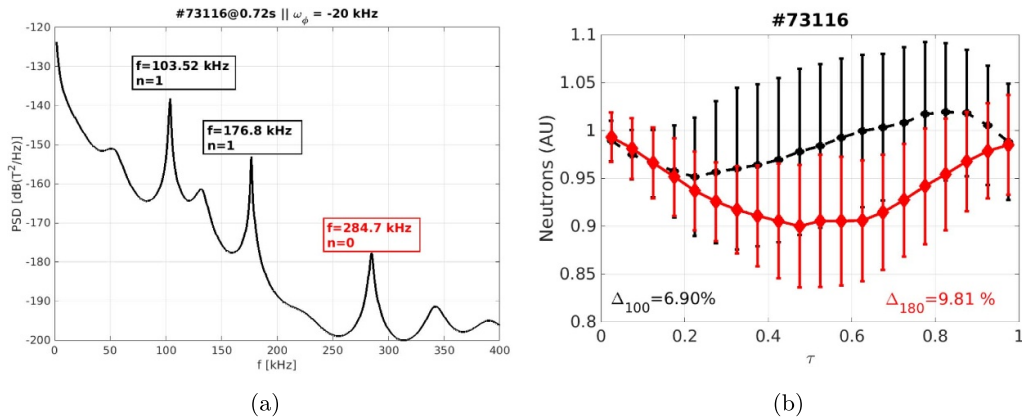 #73116@0.72s || ω_ϕ = -20 kHz
-120
-130
-140
-150
-160
-170
-180
-190
-200
PSD [dB(T²/Hz)]
f=103.52 kHz
n=1
f=176.8 kHz
n=1
f=284.7 kHz
n=0
0 50 100 150 200 250 300 350 400
f [kHz]
(a)
#73116
1.1
1.05
1
0.95
0.9
0.85
0.8
Neutrons (AU)
Δ₁₀₀=6.90%
Δ₁₈₀=9.81 %
0 0.2 0.4 0.6 0.8 1
τ
(b)